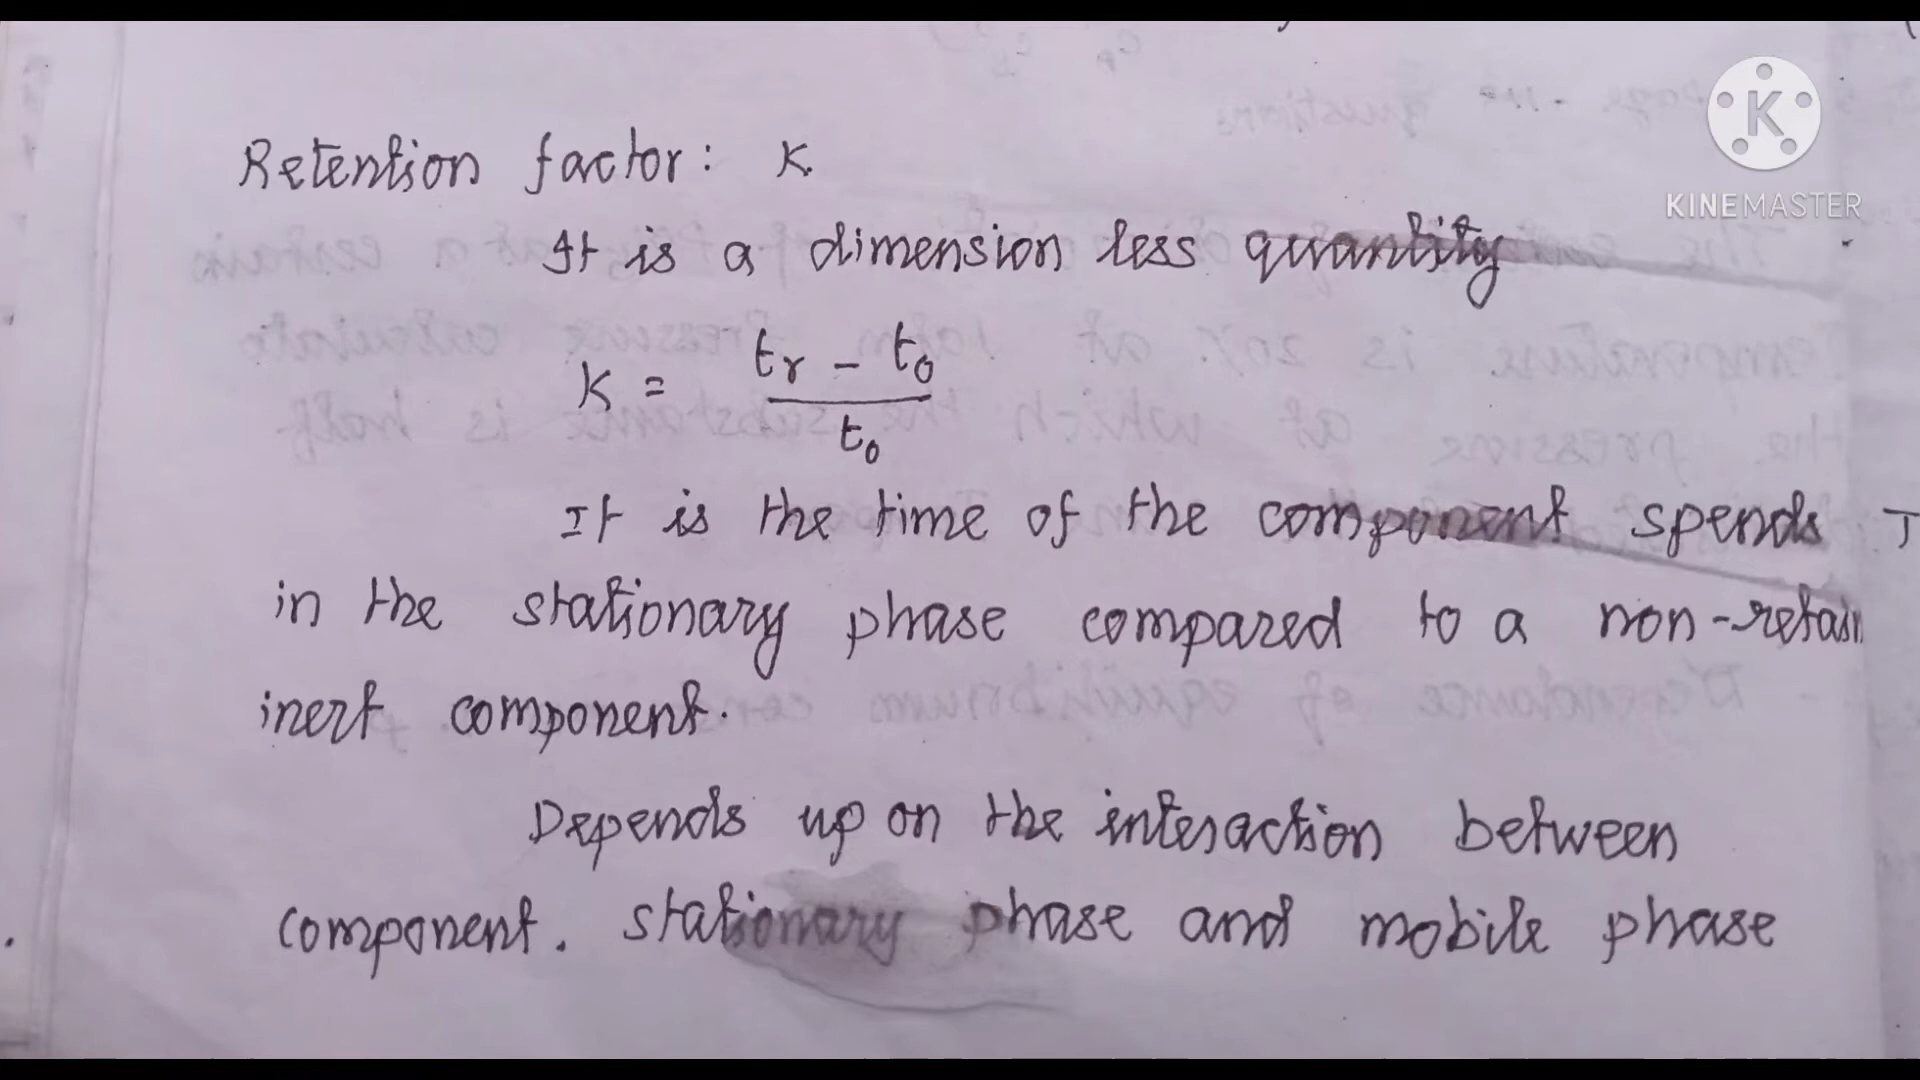 Retention factor: K
It is a dimension less quantity
K = tr - t0 / t0
It is the time of the component spends
in the stationary phase compared to a non-retain
inert component.
Depends up on the interaction between
component. stationary phase and mobile phase
K
KINEMASTER